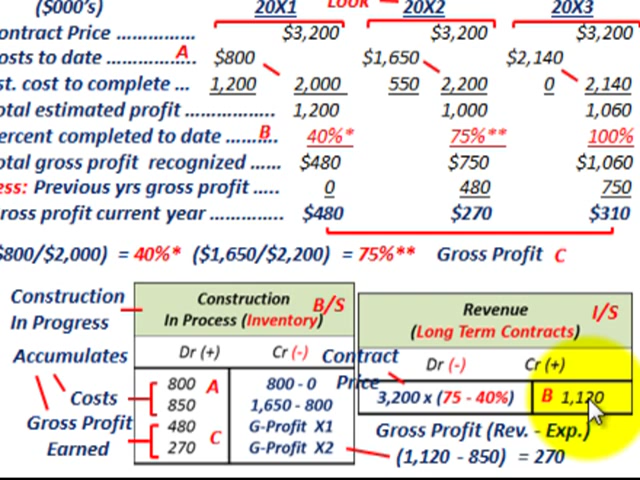 ($000's) 20X1 LOOK 20X2 20X3
ontract Price .............. $3,200 $3,200 $3,200
osts to date ................. A $800 $1,650 $2,140
st. cost to complete ... 1,200 2,000 550 2,200 0 2,140
otal estimated profit ................. 1,200 1,000 1,060
ercent completed to date ......... B 40%* 75%** 100%
otal gross profit recognized ...... $480 $750 $1,060
ess: Previous yrs gross profit ..... 0 480 750
ross profit current year .............. $480 $270 $310
$800/$2,000) = 40%* ($1,650/$2,200) = 75%** Gross Profit C
Construction
In Progress
Accumulates
Costs
Gross Profit
Earned
Construction B/S
In Process (Inventory)
Dr (+) Cr (-)
800 A 800 - 0
850 1,650 - 800
480 C G-Profit X1
270 G-Profit X2
Revenue I/S
(Long Term Contracts)
Contract
Price
Dr (-) Cr (+)
3,200 x (75 - 40%) B 1,120
Gross Profit (Rev. - Exp.)
(1,120 - 850) = 270